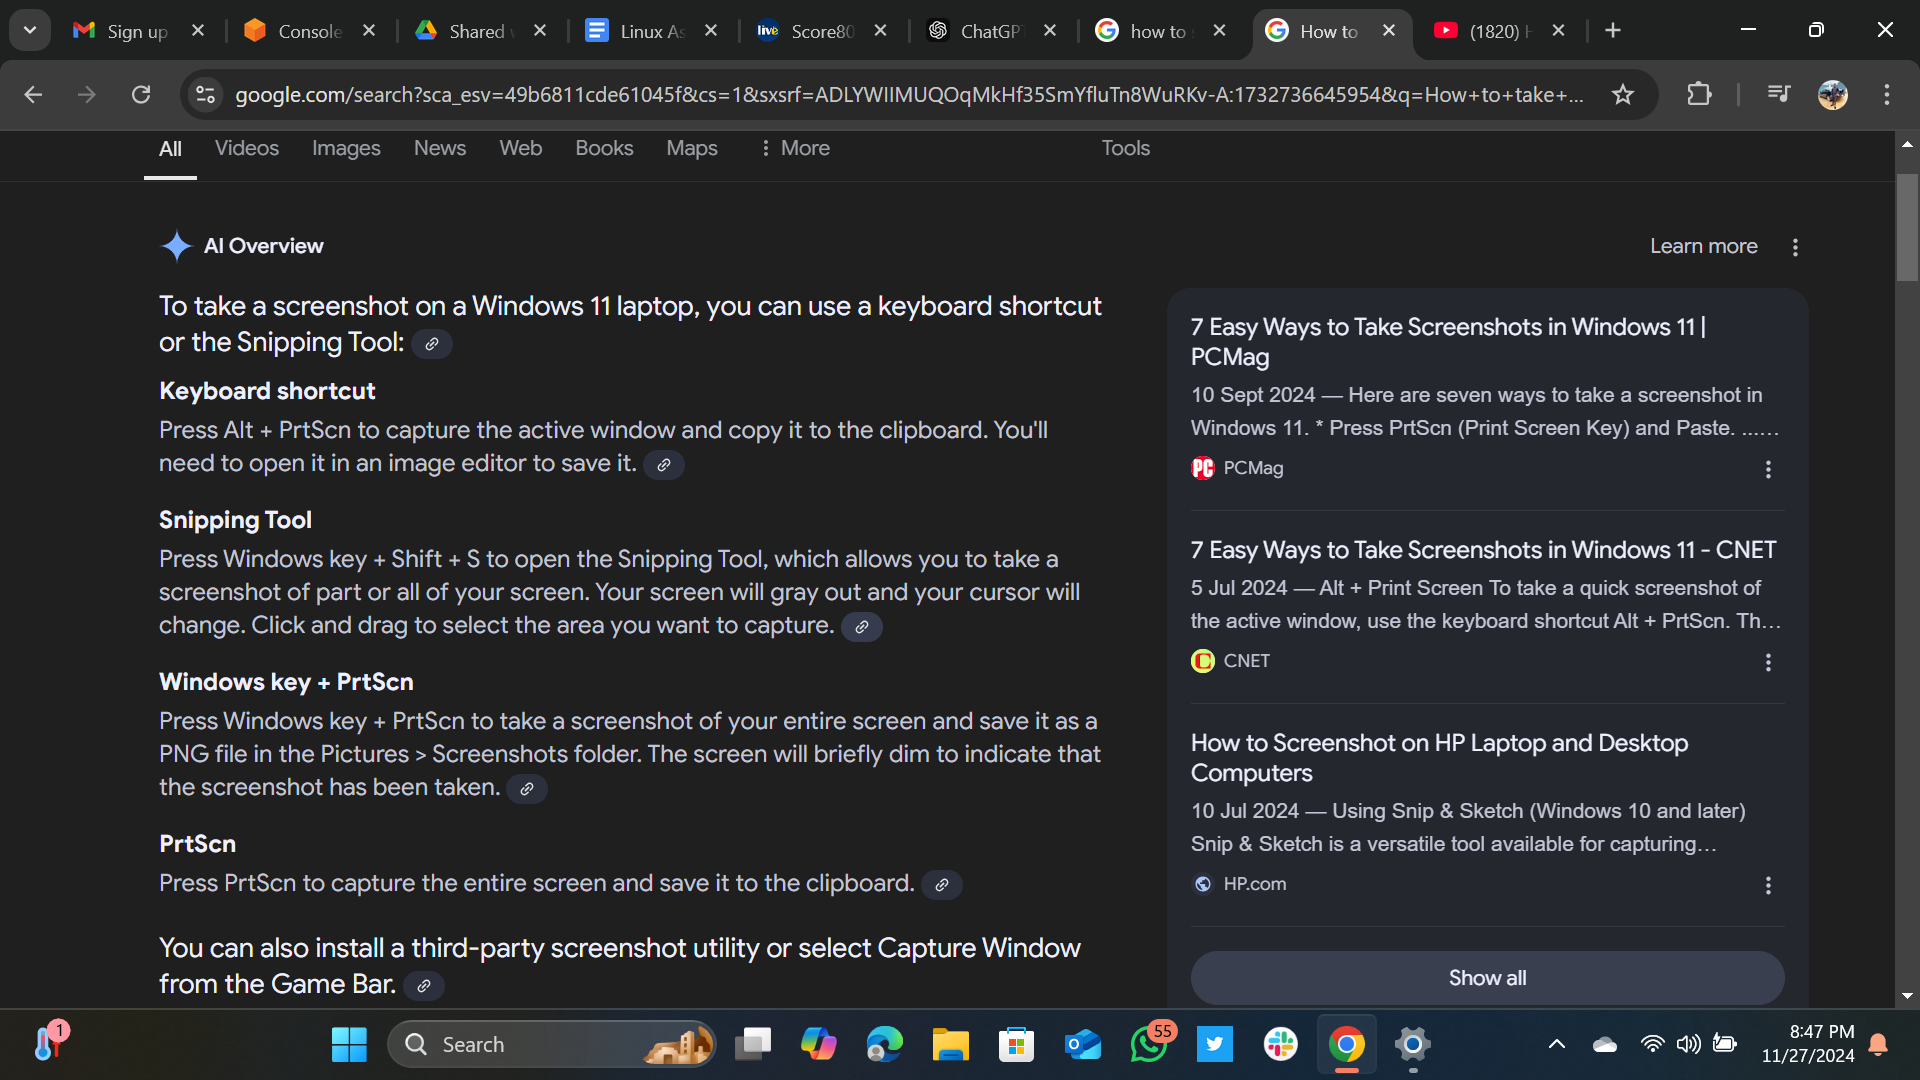 Sign up
Console
Shared
Linux As
live
Score80
ChatGPT
how to
How to
(1820)
google.com/search?sca_esv=49b6811cde61045f&cs=1&sxsrf=ADLYWIIMUQOqMkHf35SmYfluTn8WuRKv-A:1732736645954&q=How+to+take+...
All
Videos
Images
News
Web
Books
Maps
More
Tools
AI Overview
Learn more
To take a screenshot on a Windows 11 laptop, you can use a keyboard shortcut
or the Snipping Tool:
Keyboard shortcut
Press Alt + PrtScn to capture the active window and copy it to the clipboard. You'll
need to open it in an image editor to save it.
Snipping Tool
Press Windows key + Shift + S to open the Snipping Tool, which allows you to take a
screenshot of part or all of your screen. Your screen will gray out and your cursor will
change. Click and drag to select the area you want to capture.
Windows key + PrtScn
Press Windows key + PrtScn to take a screenshot of your entire screen and save it as a
PNG file in the Pictures > Screenshots folder. The screen will briefly dim to indicate that
the screenshot has been taken.
PrtScn
Press PrtScn to capture the entire screen and save it to the clipboard.
You can also install a third-party screenshot utility or select Capture Window
from the Game Bar.
7 Easy Ways to Take Screenshots in Windows 11 |
PCMag
10 Sept 2024 — Here are seven ways to take a screenshot in
Windows 11. * Press PrtScn (Print Screen Key) and Paste. ...…
PC
PCMag
7 Easy Ways to Take Screenshots in Windows 11 - CNET
5 Jul 2024 — Alt + Print Screen To take a quick screenshot of
the active window, use the keyboard shortcut Alt + PrtScn. Th…
C
CNET
How to Screenshot on HP Laptop and Desktop
Computers
10 Jul 2024 — Using Snip & Sketch (Windows 10 and later)
Snip & Sketch is a versatile tool available for capturing…
HP.com
Show all
1
Search
55
8:47 PM
11/27/2024